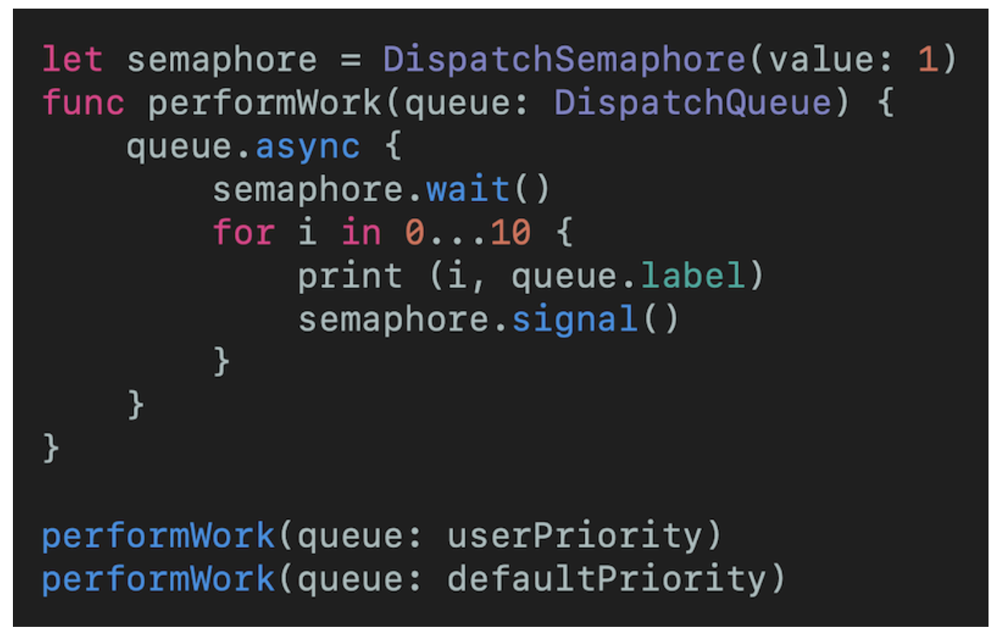 let semaphore = DispatchSemaphore(value: 1)
func performWork(queue: DispatchQueue) {
    queue.async {
        semaphore.wait()
        for i in 0...10 {
            print (i, queue.label)
            semaphore.signal()
        }
    }
}

performWork(queue: userPriority)
performWork(queue: defaultPriority)